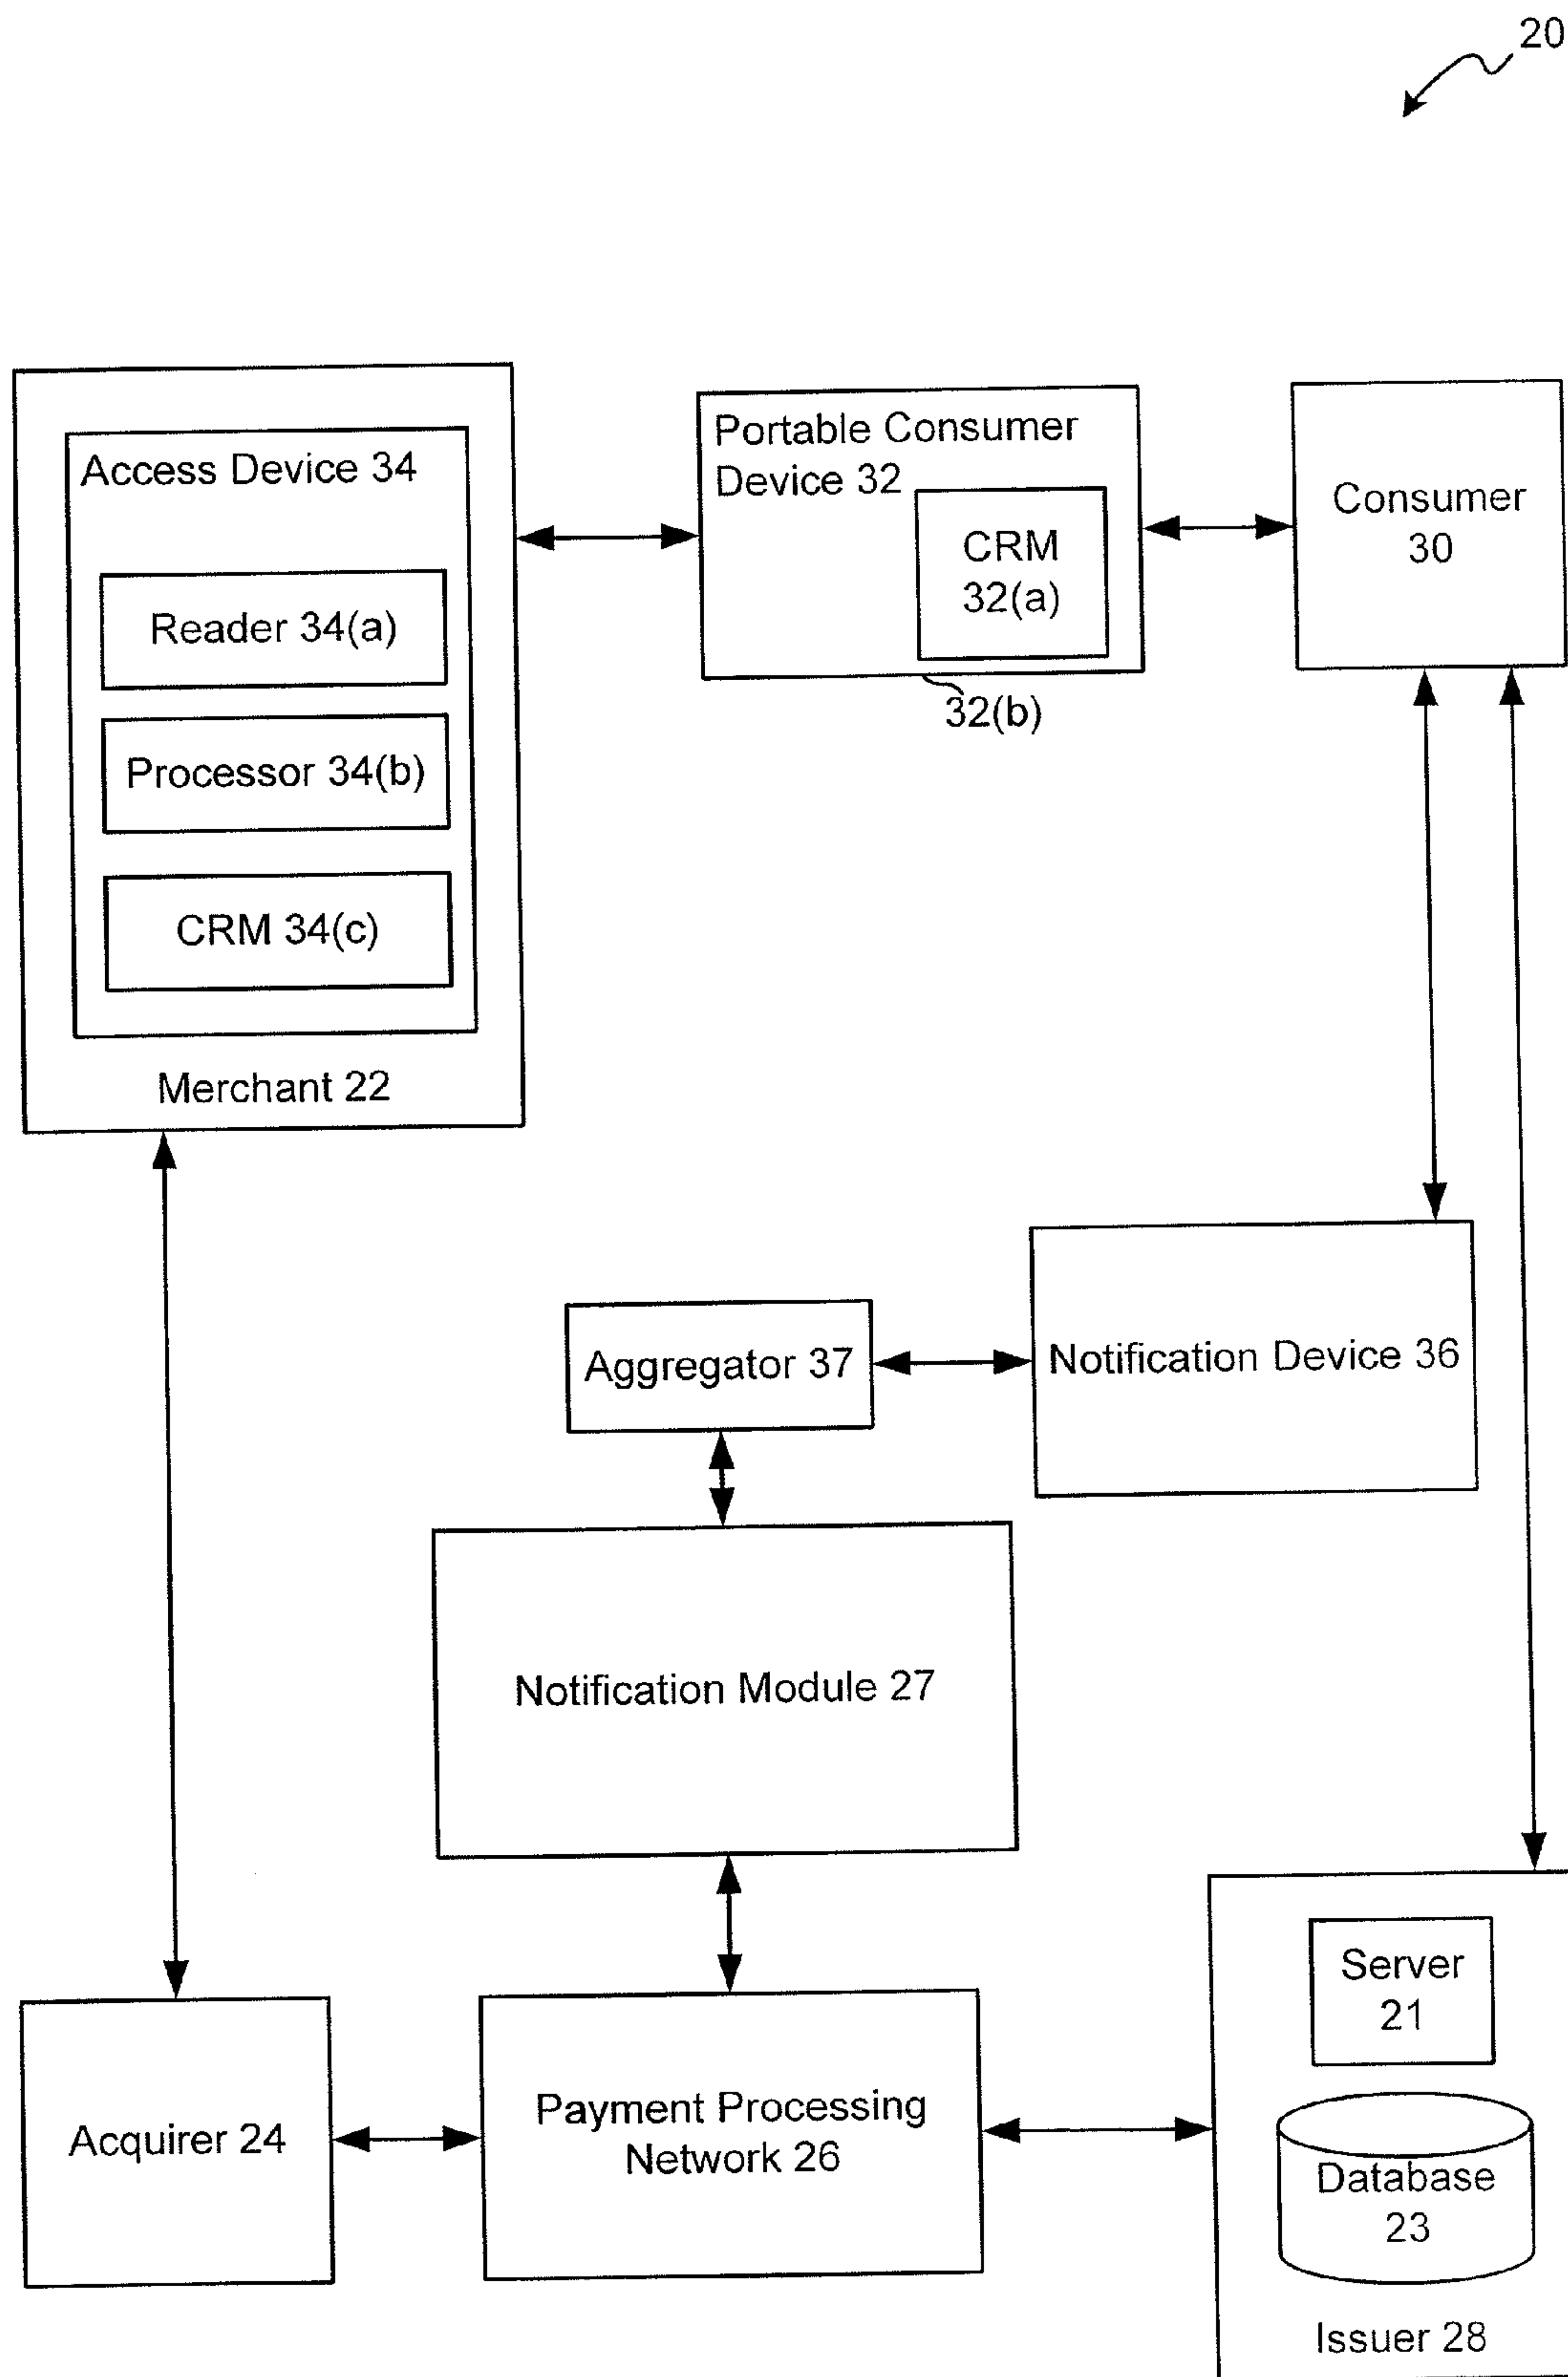 20
Access Device 34
Reader 34(a)
Processor 34(b)
CRM 34(c)
Merchant 22
Portable Consumer
Device 32
CRM
32(a)
32(b)
Consumer
30
Aggregator 37
Notification Device 36
Notification Module 27
Acquirer 24
Payment Processing
Network 26
Server
21
Database
23
Issuer 28